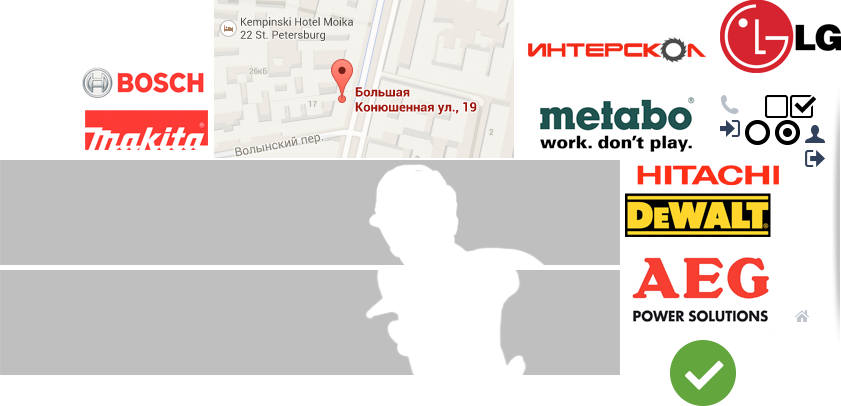 BOSCH
makita
Kempinski Hotel Moika
22 St. Petersburg
26кБ
17
Большая
Конюшенная ул., 19
2
Волынский пер.
ИНТЕРСКОЛ
LG
metabo
work. don't play.
HITACHI
DEWALT
AEG
POWER SOLUTIONS